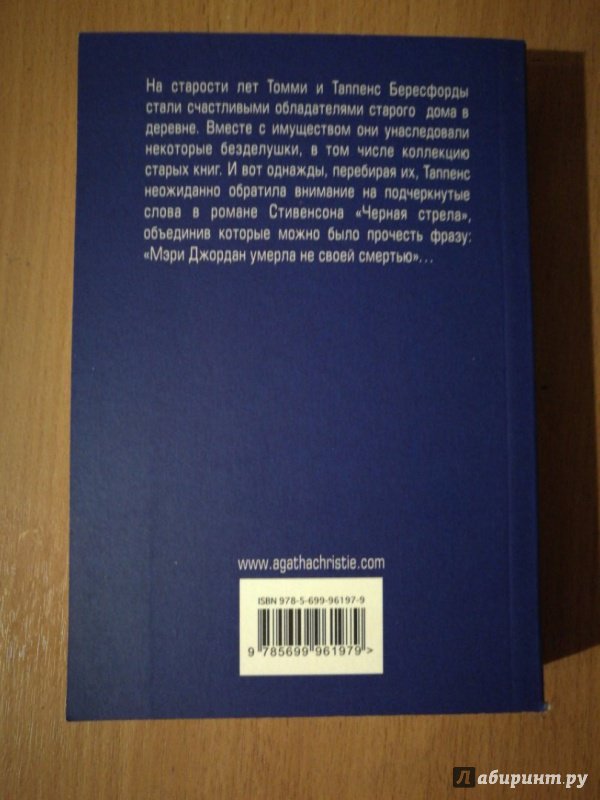 На старости лет Томми и Таппенс Бересфорды
стали счастливыми обладателями старого дома в
деревне. Вместе с имуществом они унаследовали
некоторые безделушки, в том числе коллекцию
старых книг. И вот однажды, перебирая их, Таппенс
неожиданно обратила внимание на подчеркнутые
слова в романе Стивенсона «Черная стрела»,
объединив которые можно было прочесть фразу:
«Мэри Джордан умерла не своей смертью»...
www.agathachristie.com
ISBN 978-5-699-96197-9
9 785699 961979 >
Лабиринт.ру